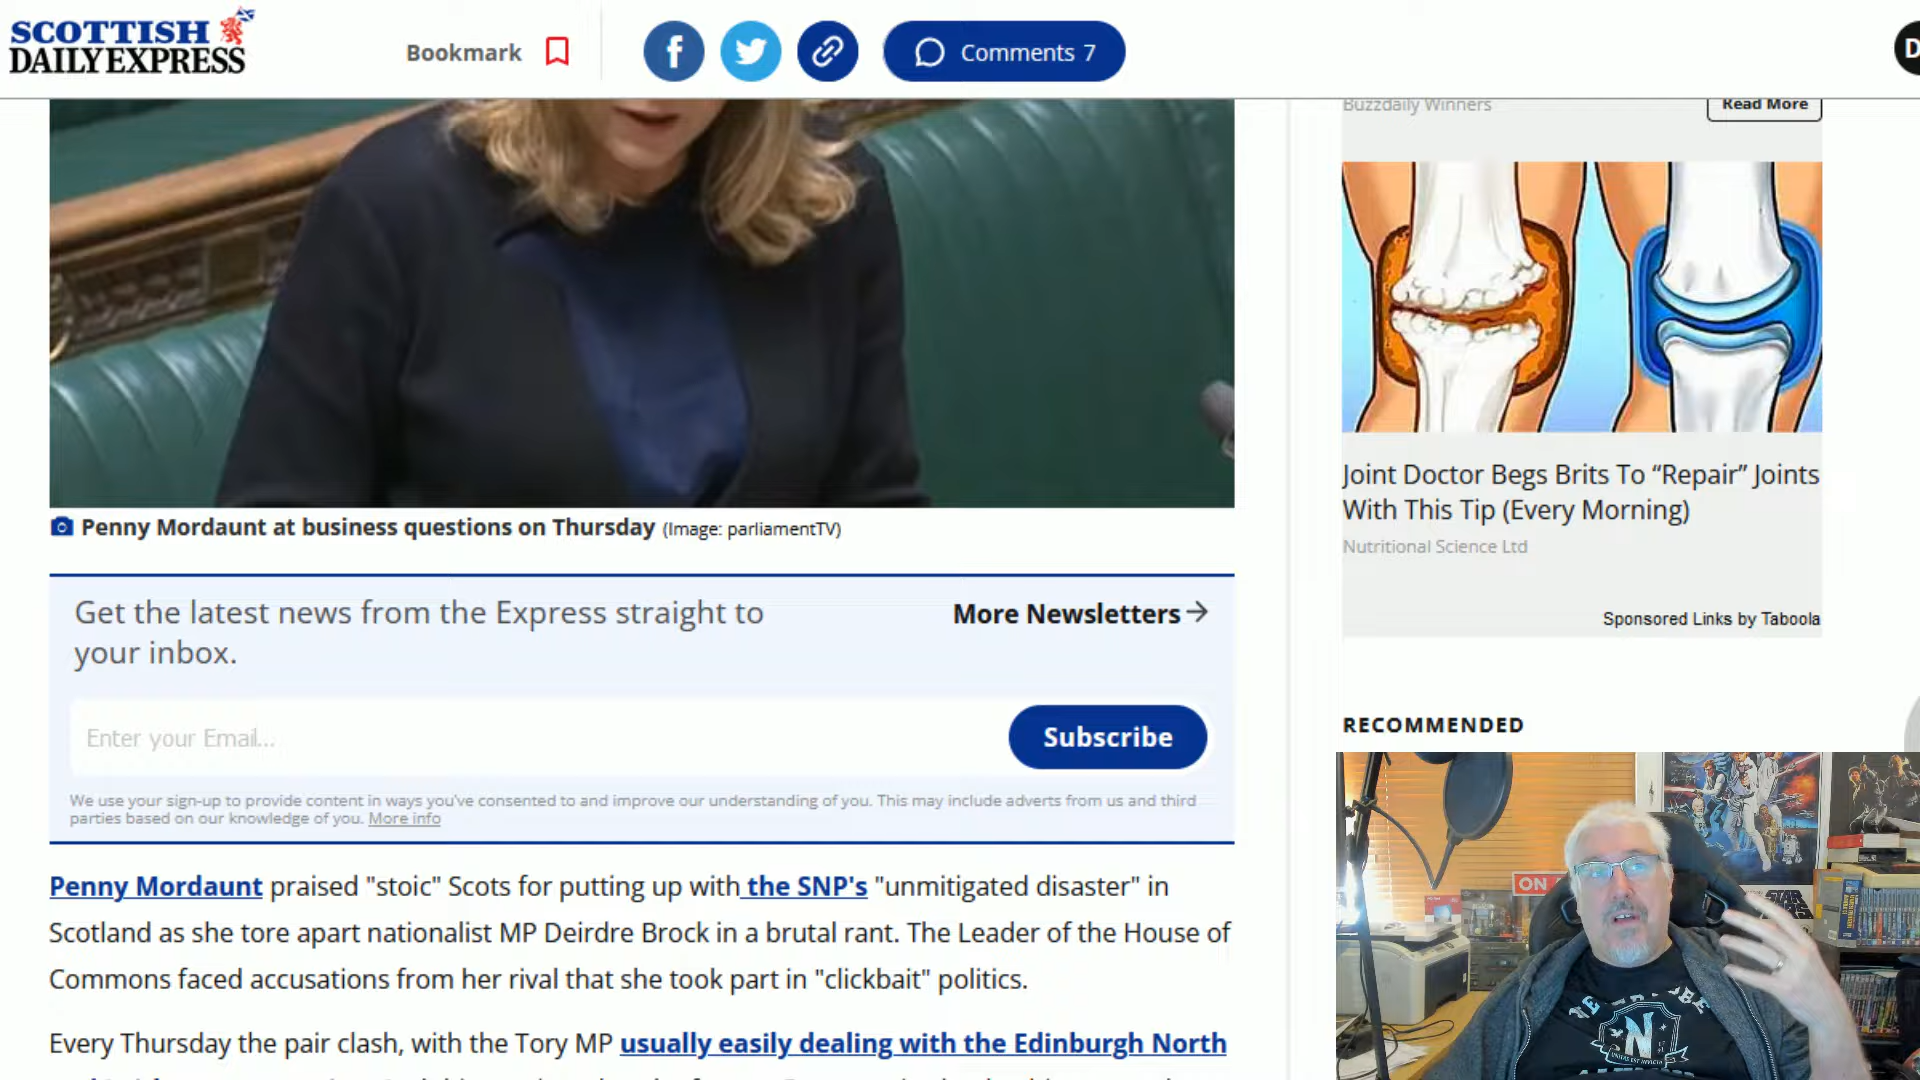 SCOTTISH
DAILY EXPRESS
Bookmark
Comments 7
D
Buzzdaily Winners
Read More
Penny Mordaunt at business questions on Thursday (Image: parliamentTV)
Joint Doctor Begs Brits To “Repair” Joints
With This Tip (Every Morning)
Nutritional Science Ltd
Sponsored Links by Taboola
Get the latest news from the Express straight to
your inbox.
More Newsletters
Enter your Email...
Subscribe
We use your sign-up to provide content in ways you've consented to and improve our understanding of you. This may include adverts from us and third
parties based on our knowledge of you. More info
RECOMMENDED
Penny Mordaunt praised "stoic" Scots for putting up with the SNP's "unmitigated disaster" in
Scotland as she tore apart nationalist MP Deirdre Brock in a brutal rant. The Leader of the House of
Commons faced accusations from her rival that she took part in "clickbait" politics.
Every Thursday the pair clash, with the Tory MP usually easily dealing with the Edinburgh North
ON
STAR
WARS
N